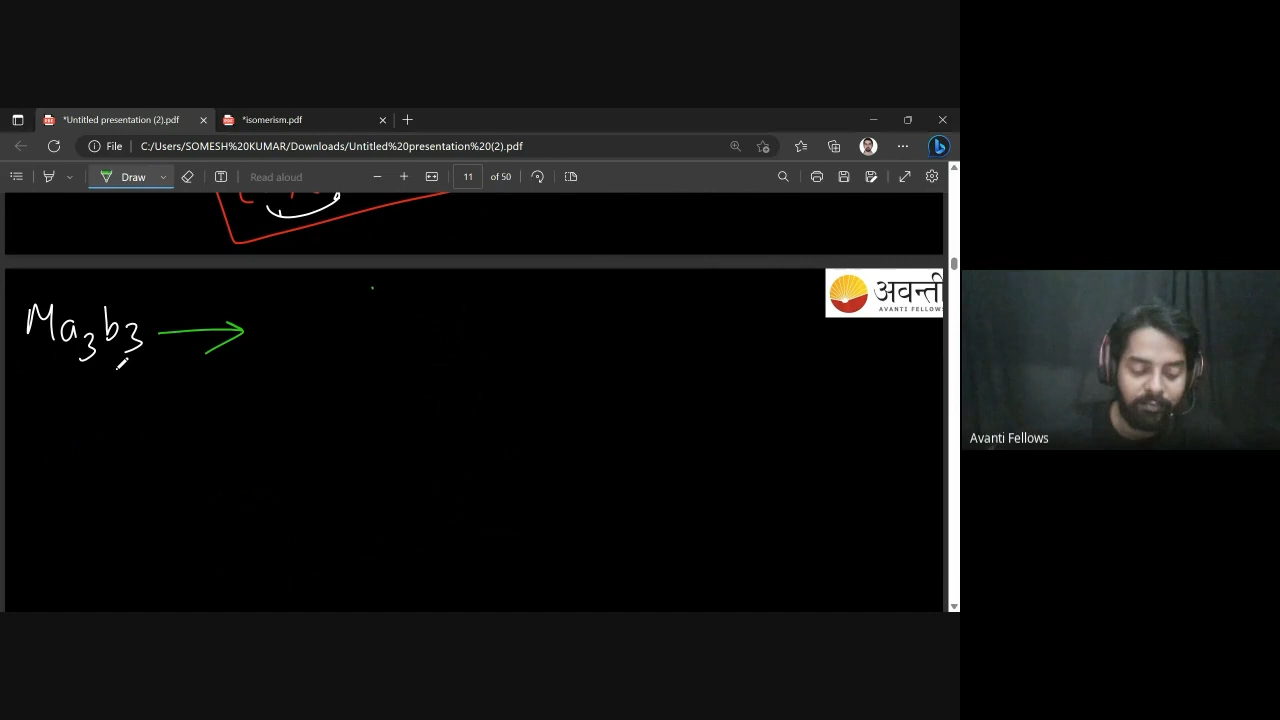 *Untitled presentation (2).pdf
*isomerism.pdf
File
C:/Users/SOMESH%20KUMAR/Downloads/Untitled%20presentation%20(2).pdf
Draw
Read aloud
11 of 50
अवन्ती
AVANTI FELLOWS
Ma3b3
Avanti Fellows